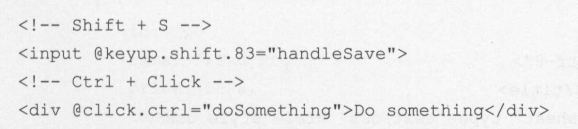 <!-- Shift + S -->
<input @keyup.shift.83="handleSave">
<!-- Ctrl + Click -->
<div @click.ctrl="doSomething">Do something</div>